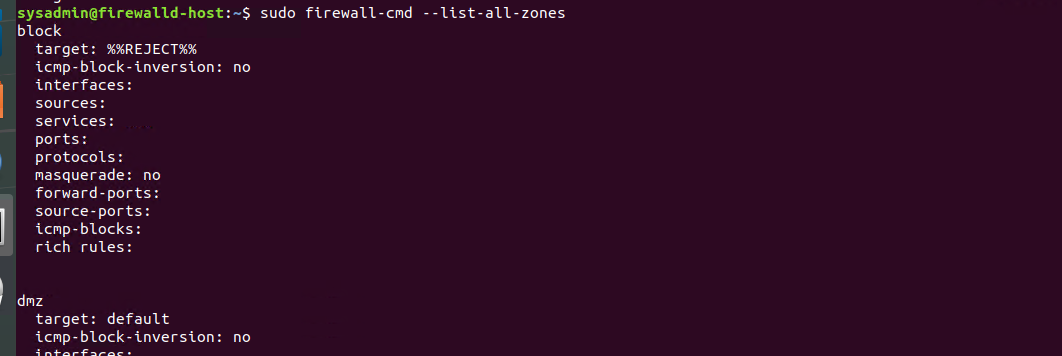 sysadmin@firewalld-host:~$ sudo firewall-cmd --list-all-zones
block
  target: %%REJECT%%
  icmp-block-inversion: no
  interfaces:
  sources:
  services:
  ports:
  protocols:
  masquerade: no
  forward-ports:
  source-ports:
  icmp-blocks:
  rich rules:
dmz
  target: default
  icmp-block-inversion: no
  interfaces: